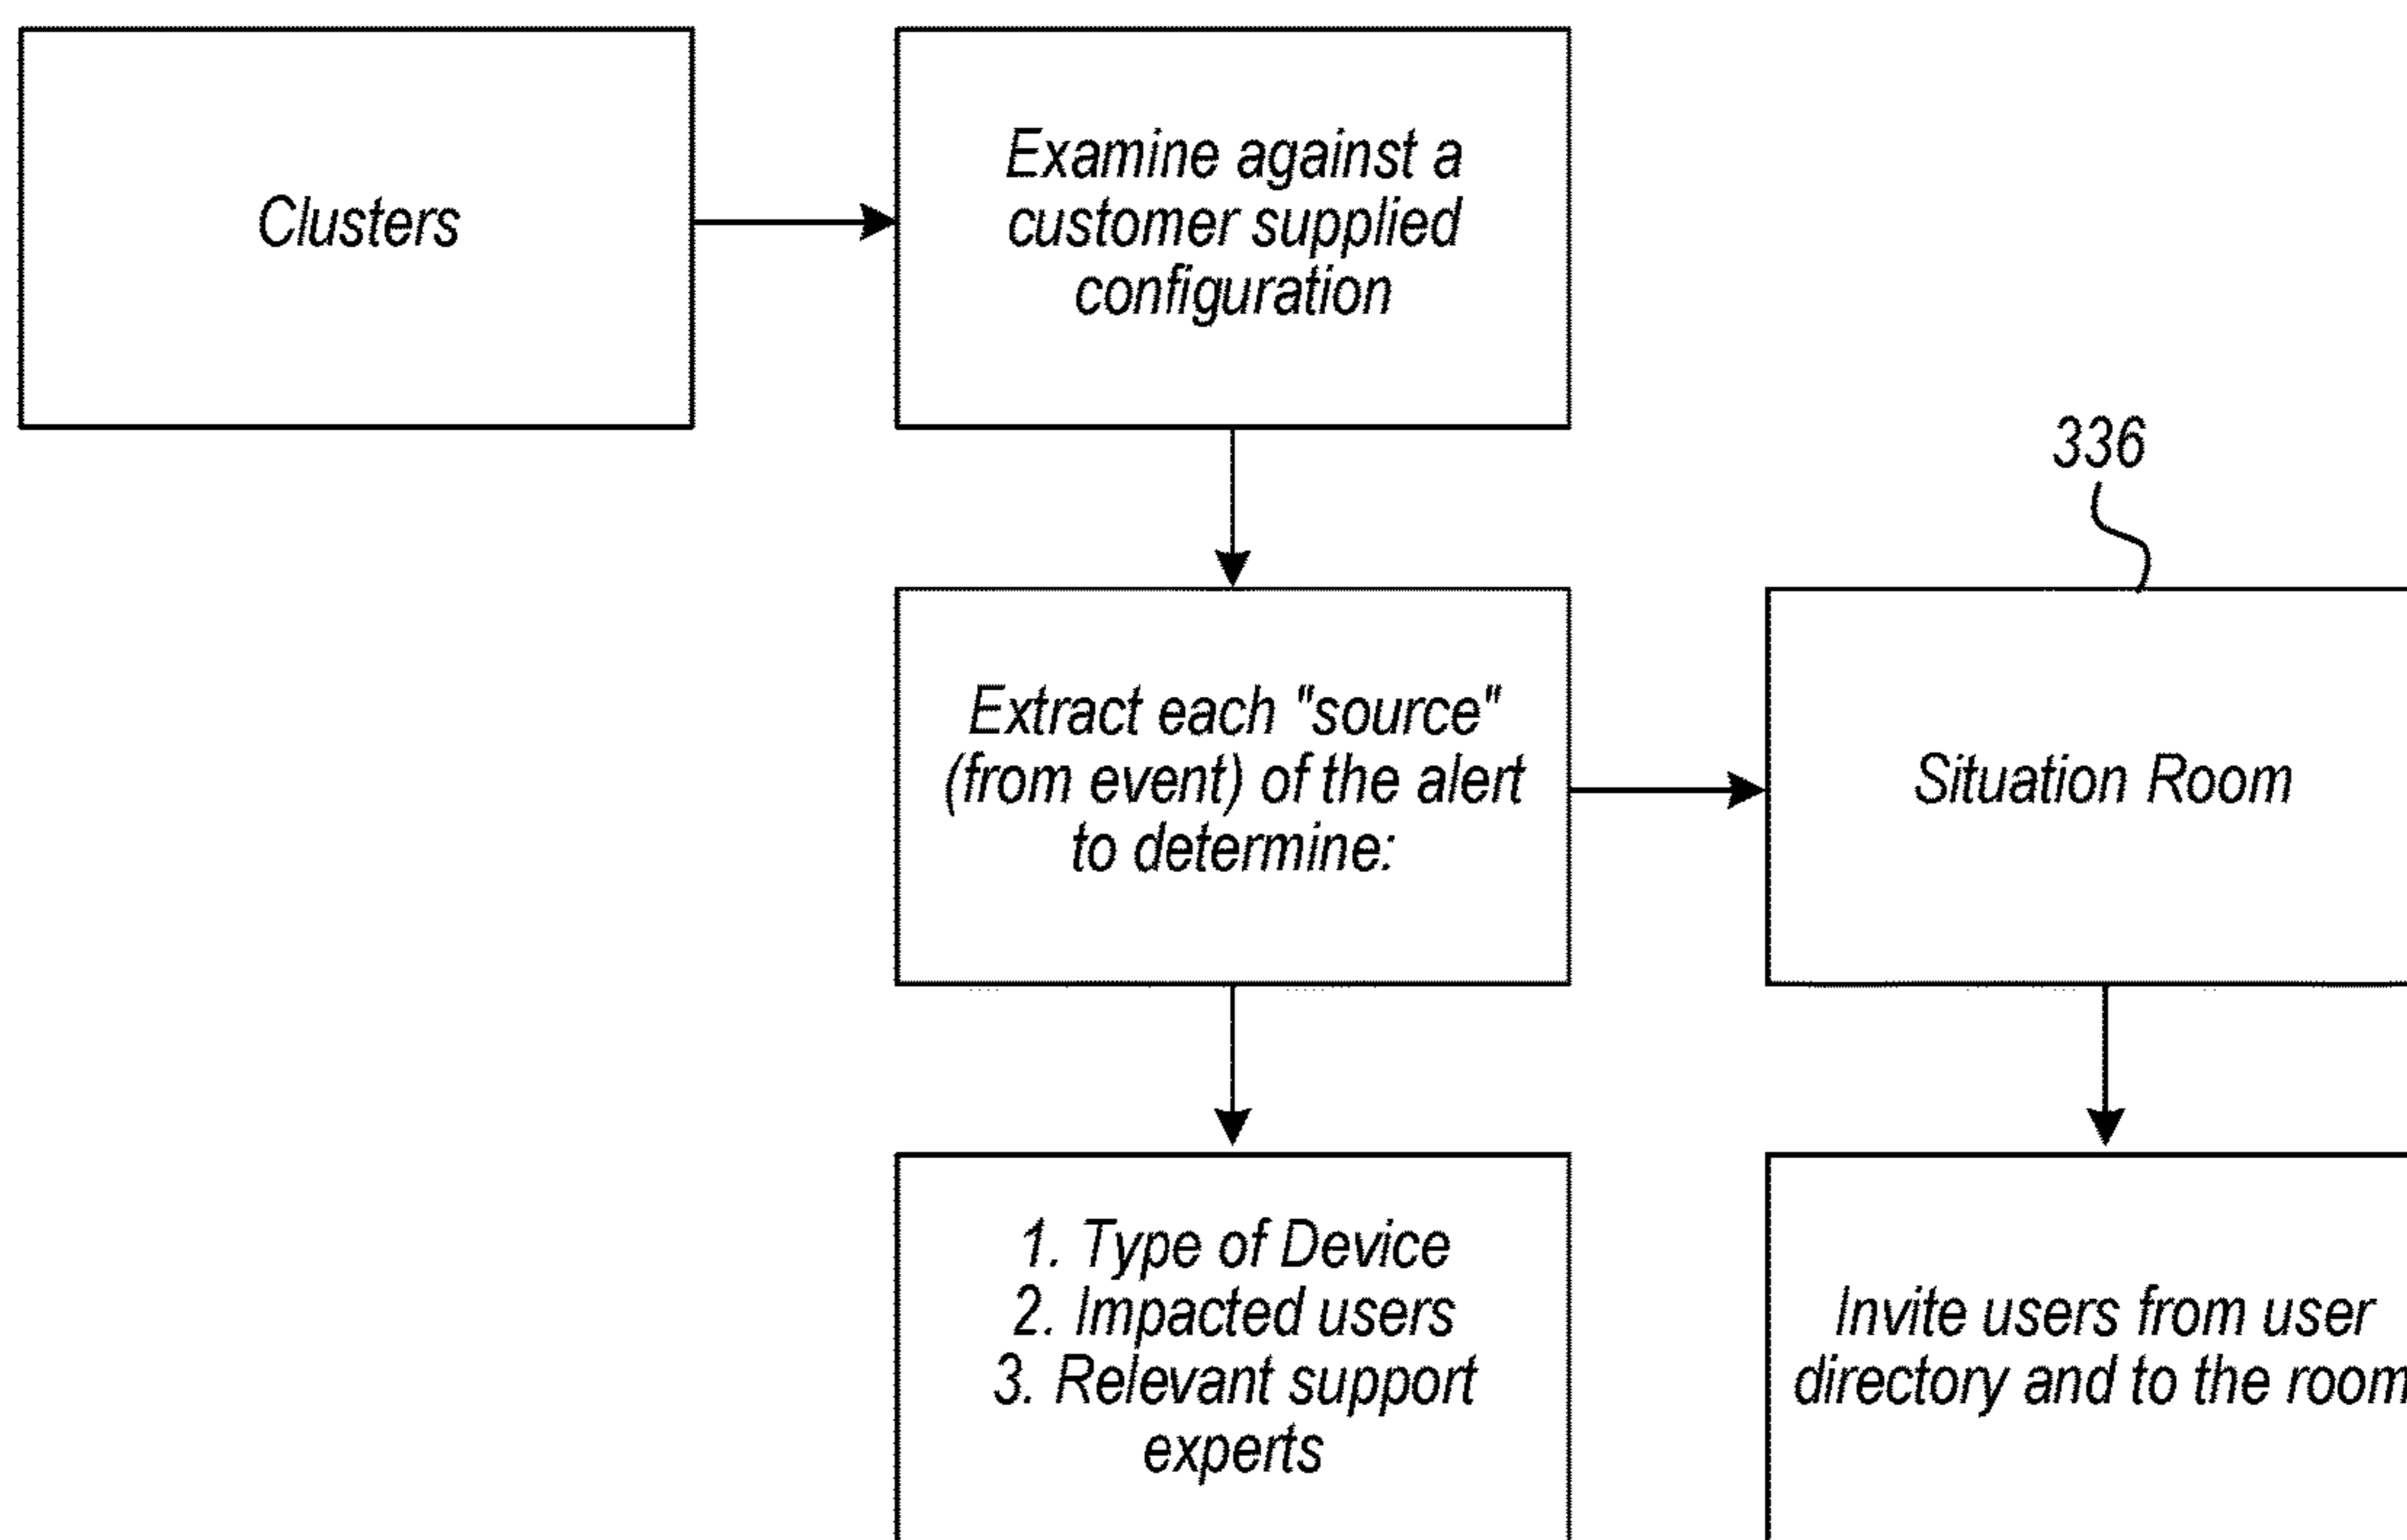 Clusters
Examine against a
customer supplied
configuration
336
Extract each "source"
(from event) of the alert
to determine:
Situation Room
1. Type of Device
2. Impacted users
3. Relevant support
experts
Invite users from user
directory and to the room